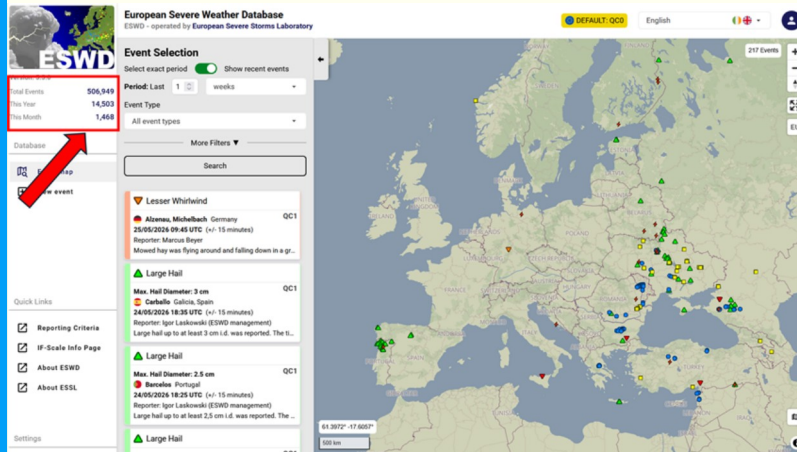 European Severe Weather Database
ESWD - operated by European Severe Storms Laboratory
DEFAULT: QC0
English
ESWD
Total Events 506,949
This Year 14,503
This Month 1,468
Database
New event
Quick Links
Reporting Criteria
IF-Scale Info Page
About ESWD
About ESSL
Settings
Event Selection
Select exact period Show recent events
Period: Last 1 weeks
Event Type
All event types
More Filters ▼
Search
Lesser Whirlwind
Alzenau, Michelbach Germany QC1
25/05/2026 09:45 UTC (+/- 15 minutes)
Reporter: Marcus Beyer
Mowed hay was flying around and falling down in a gr...
Large Hail
Max. Hail Diameter: 3 cm QC1
Carballo Galicia, Spain
24/05/2026 18:35 UTC (+/- 15 minutes)
Reporter: Igor Laskowski (ESWD management)
Large hail up to at least 3 cm i.d. was reported. The ti...
Large Hail
Max. Hail Diameter: 2.5 cm QC1
Barcelos Portugal
24/05/2026 18:25 UTC (+/- 15 minutes)
Reporter: Igor Laskowski (ESWD management)
Large hail up to at least 2,5 cm i.d. was reported. The ...
Large Hail
217 Events
POLAND
FRANCE
61.3972° -17.6057°
500 km